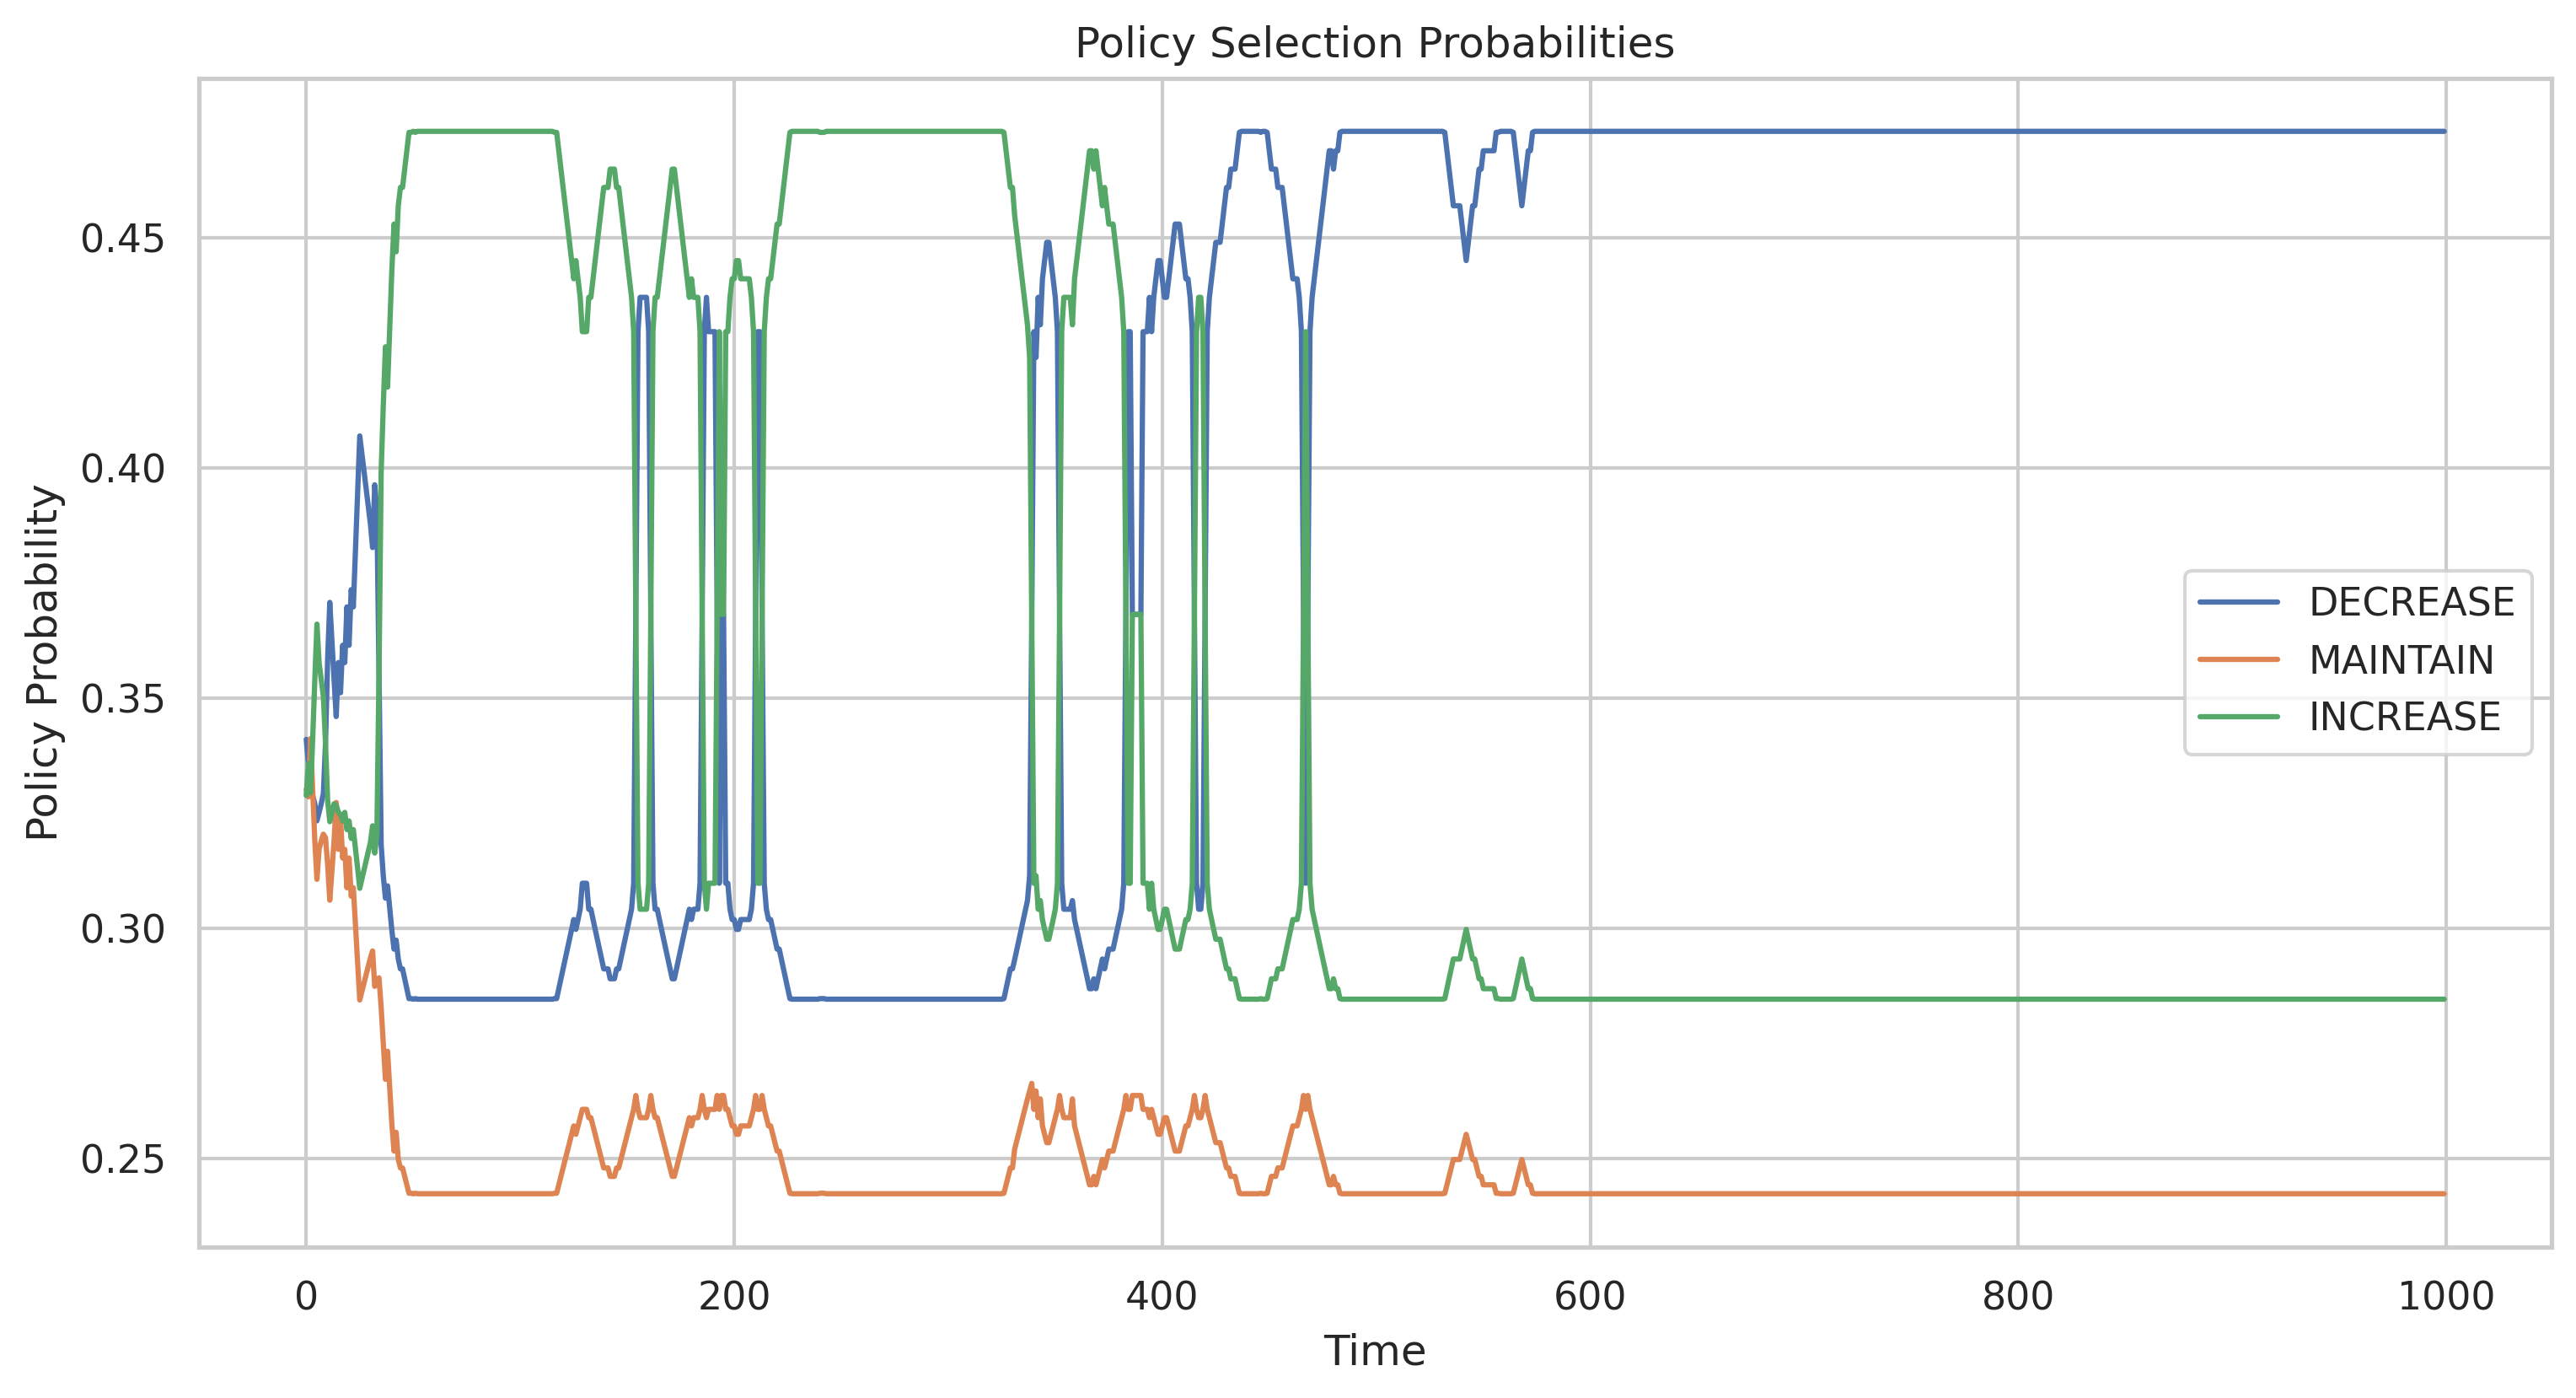 Policy Selection Probabilities
Policy Probability
0.45
0.40
0.35
0.30
0.25
DECREASE
MAINTAIN
INCREASE
0 200 400 600 800 1000
Time